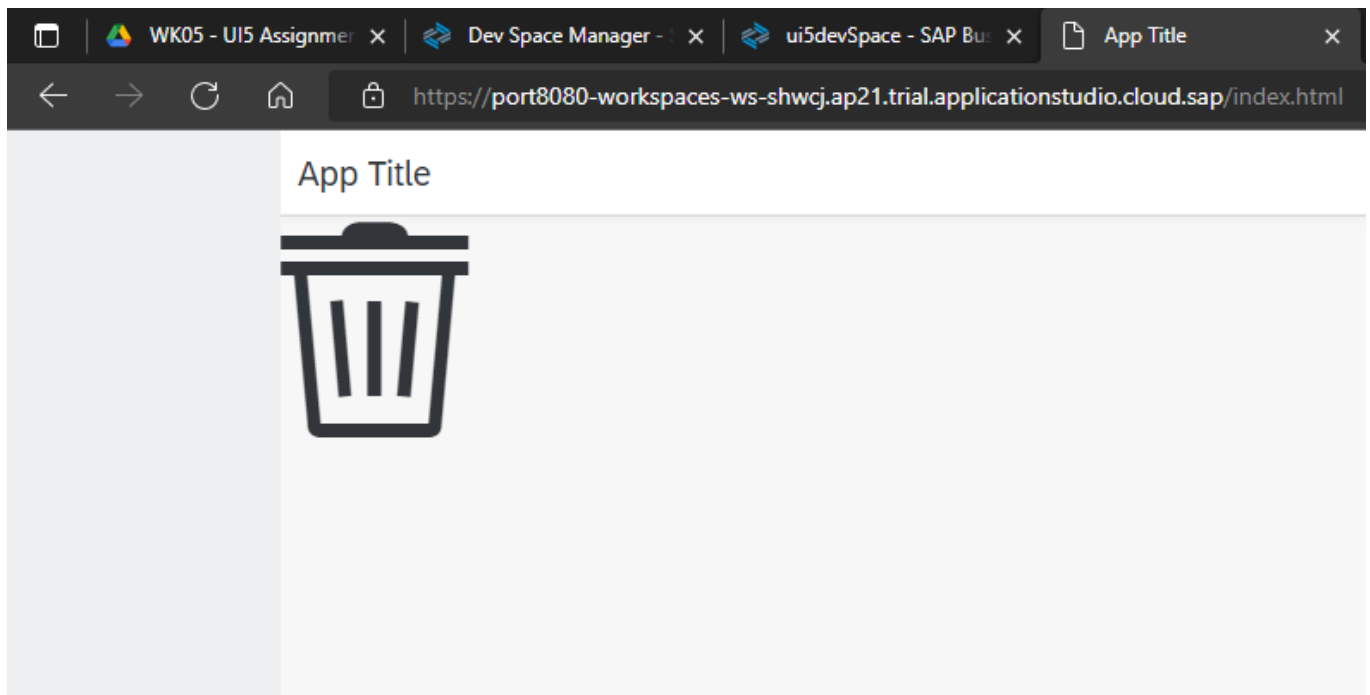 WK05 - UI5 Assignmer
Dev Space Manager -
ui5devSpace - SAP Bus
App Title
https://port8080-workspaces-ws-shwcj.ap21.trial.applicationstudio.cloud.sap/index.html
App Title